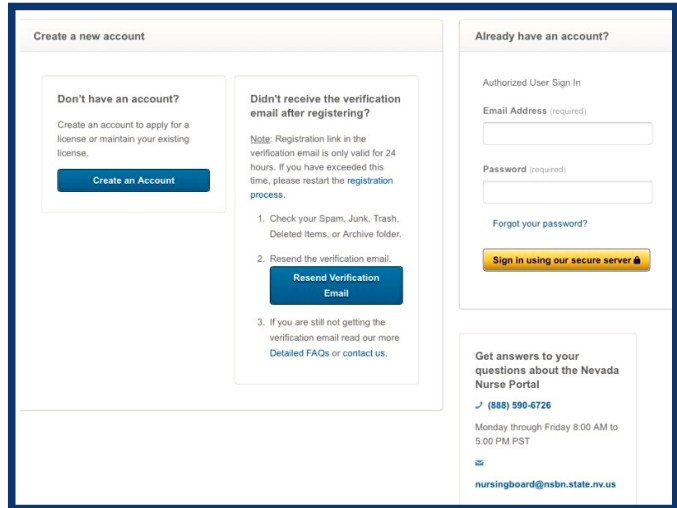 Create a new account
Don't have an account?
Create an account to apply for a
license or maintain your existing
license.
Create an Account
Didn't receive the verification
email after registering?
Note: Registration link in the
verification email is only valid for 24
hours. If you have exceeded this
time, please restart the registration
process.
1. Check your Spam, Junk, Trash,
Deleted Items, or Archive folder.
2. Resend the verification email.
Resend Verification
Email
3. If you are still not getting the
verification email read our more
Detailed FAQs or contact us.
Already have an account?
Authorized User Sign In
Email Address (required)
Password (required)
Forgot your password?
Sign in using our secure server
Get answers to your
questions about the Nevada
Nurse Portal
(888) 590-6726
Monday through Friday 8:00 AM to
5:00 PM PST
nursingboard@nsbn.state.nv.us